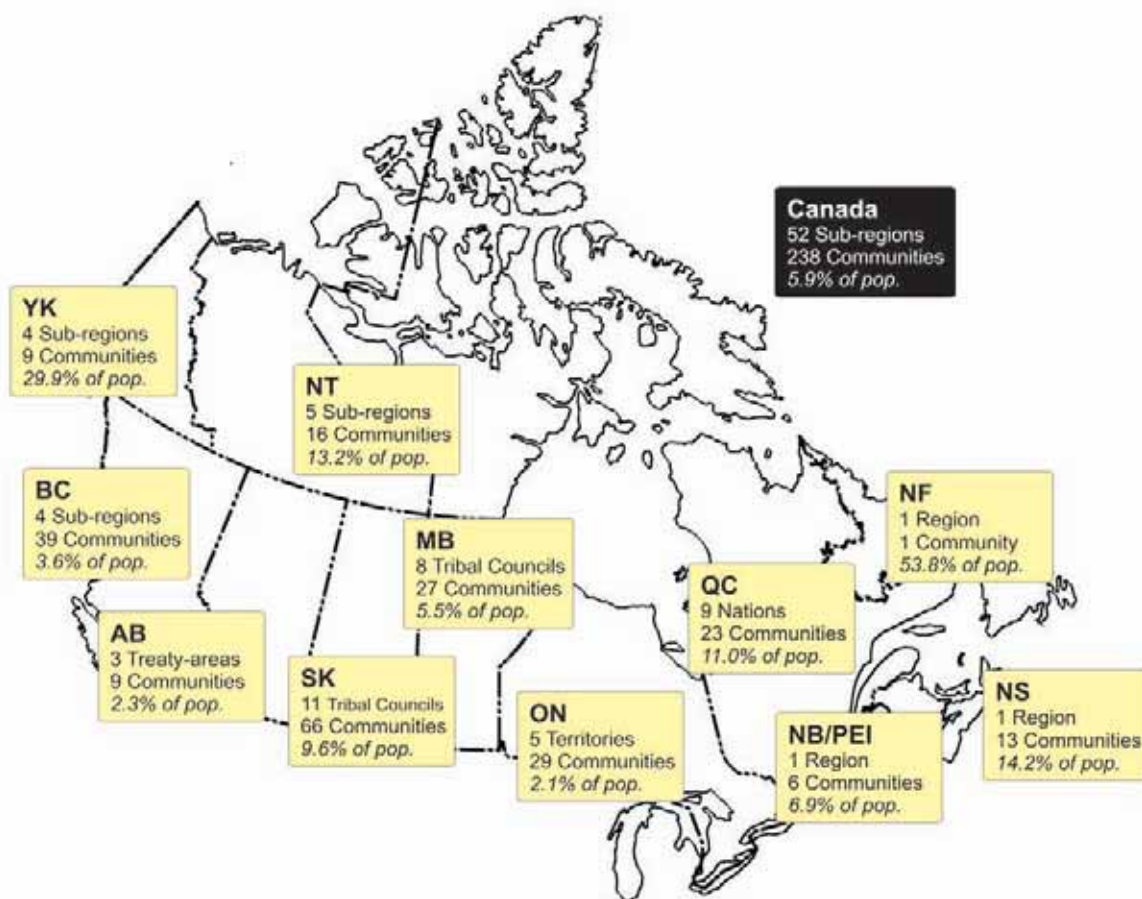 Canada
52 Sub-regions
238 Communities
5.9% of pop.
YK
4 Sub-regions
9 Communities
29.9% of pop.
NT
5 Sub-regions
16 Communities
13.2% of pop.
BC
4 Sub-regions
39 Communities
3.6% of pop.
NF
1 Region
1 Community
53.8% of pop.
MB
8 Tribal Councils
27 Communities
5.5% of pop.
QC
9 Nations
23 Communities
11.0% of pop.
AB
3 Treaty-areas
9 Communities
2.3% of pop.
SK
11 Tribal Councils
66 Communities
9.6% of pop.
ON
5 Territories
29 Communities
2.1% of pop.
NB/PEI
1 Region
6 Communities
6.9% of pop.
NS
1 Region
13 Communities
14.2% of pop.